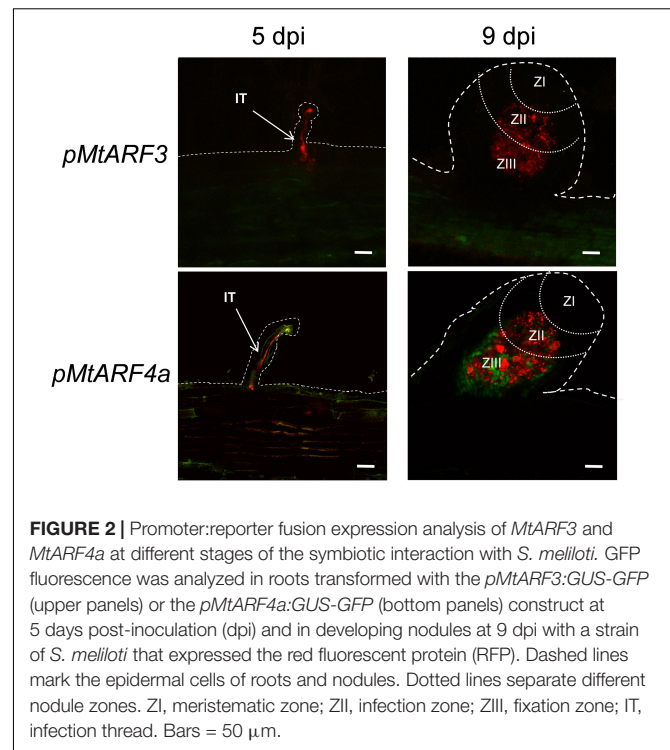 5 dpi
9 dpi
pMtARF3
IT
ZI
ZII
ZIII
pMtARF4a
IT
ZI
ZII
ZIII
FIGURE 2 | Promoter:reporter fusion expression analysis of MtARF3 and
MtARF4a at different stages of the symbiotic interaction with S. meliloti. GFP
fluorescence was analyzed in roots transformed with the pMtARF3:GUS-GFP
(upper panels) or the pMtARF4a:GUS-GFP (bottom panels) construct at
5 days post-inoculation (dpi) and in developing nodules at 9 dpi with a strain
of S. meliloti that expressed the red fluorescent protein (RFP). Dashed lines
mark the epidermal cells of roots and nodules. Dotted lines separate different
nodule zones. ZI, meristematic zone; ZII, infection zone; ZIII, fixation zone; IT,
infection thread. Bars = 50 μm.